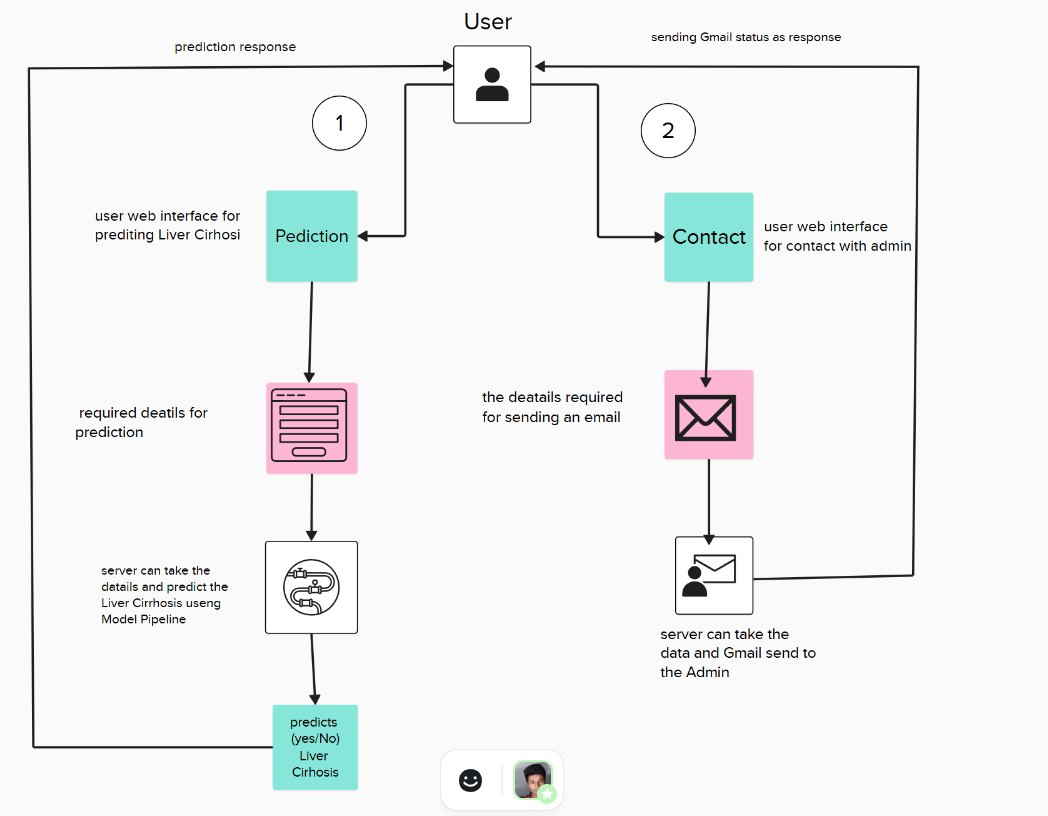 User
prediction response
sending Gmail status as response
1
2
user web interface for
prediting Liver Cirhosi
Pediction
Contact
user web interface
for contact with admin
required deatils for
prediction
the deatails required
for sending an email
server can take the
datails and predict the
Liver Cirrhosis useng
Model Pipeline
server can take the
data and Gmail send to
the Admin
predicts
(yes/No)
Liver
Cirhosis